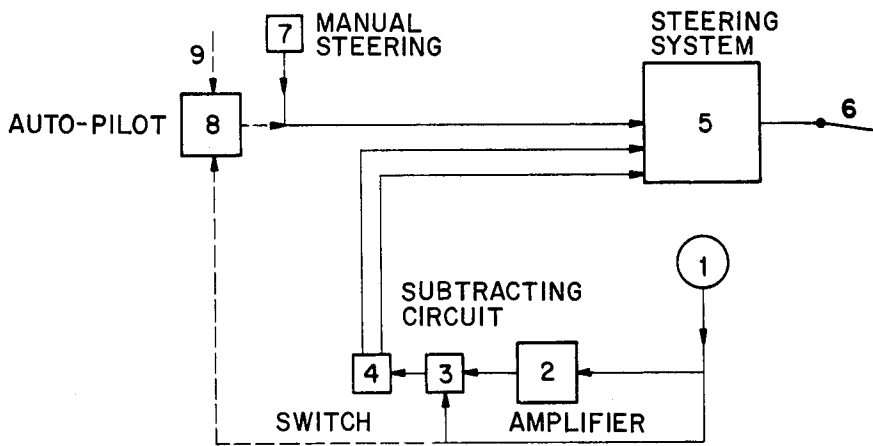 7 MANUAL
STEERING
STEERING
SYSTEM
9
AUTO-PILOT 8
5
6
1
SUBTRACTING
CIRCUIT
4 3 2
SWITCH AMPLIFIER